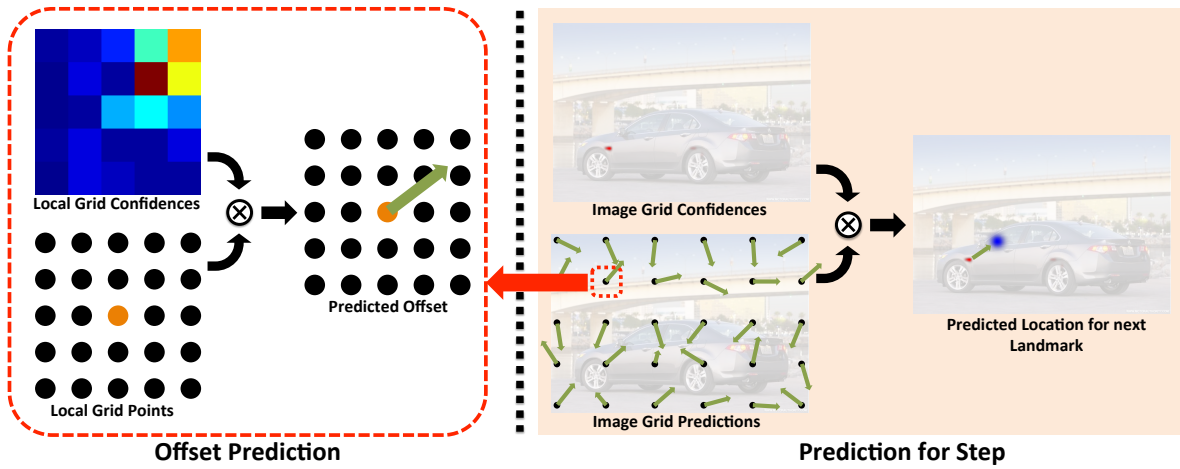 Local Grid Confidences
Local Grid Points
Predicted Offset
Offset Prediction
Image Grid Confidences
Image Grid Predictions
Predicted Location for next
Landmark
Prediction for Step